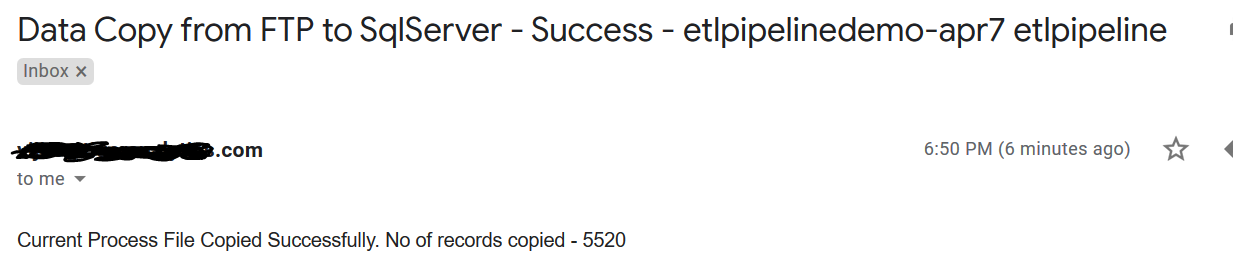 Data Copy from FTP to SqlServer - Success - etlpipelinedemo-apr7 etlpipeline
Inbox ×
.com
6:50 PM (6 minutes ago)
to me
Current Process File Copied Successfully. No of records copied - 5520